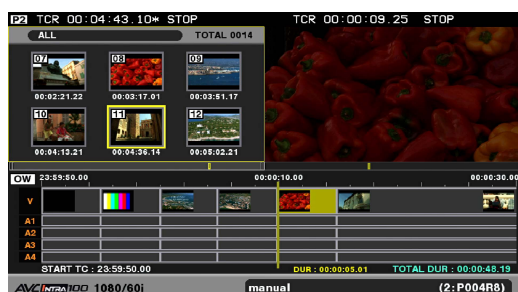 P2 TCR 00:04:43.10* STOP TCR 00:00:09.25 STOP
ALL TOTAL 0014
07 08 09
00:02:21.22 00:03:17.01 00:03:51.17
10 11 12
00:04:13.21 00:04:36.14 00:05:02.21
OW 23:59:50.00 00:00:10.00 00:00:30.00
V
A1
A2
A3
A4
START TC : 23:59:50.00 DUR : 00:00:05.01 TOTAL DUR : 00:00:48.19
AVC INTRA 100 1080/60i manual (2:P004R8)